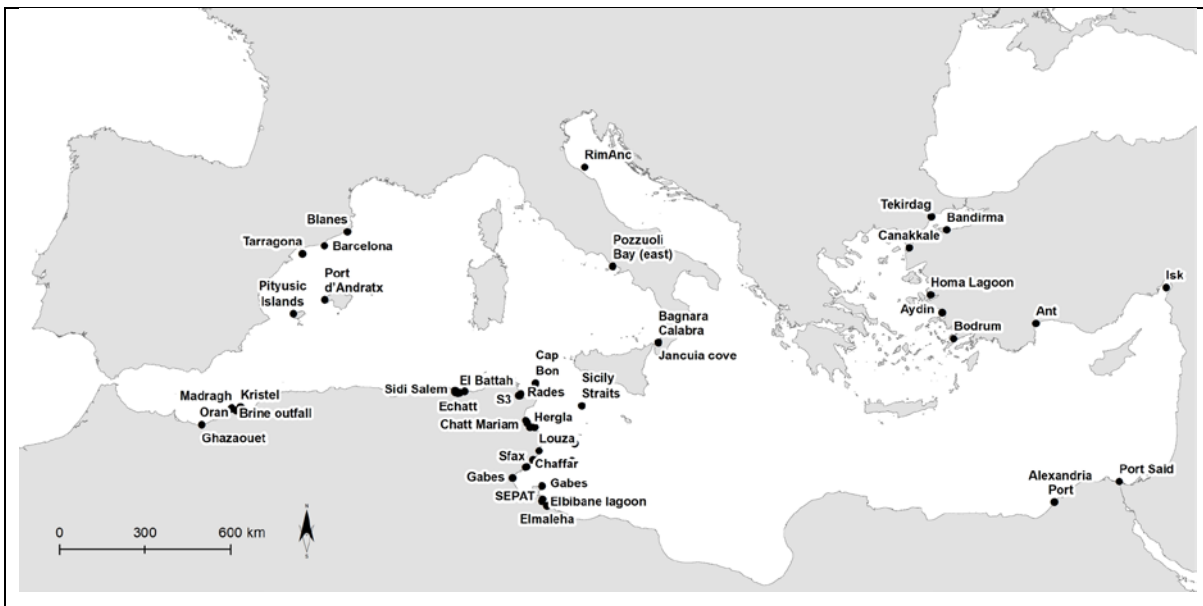 RimAnc
Blanes
Tarragona
Barcelona
Port
d'Andratx
Pityusic
Islands
Pozzuoli
Bay (east)
Bagnara
Calabra
Jancuia cove
Tekirdag
Bandirma
Canakkale
Homa Lagoon
Aydin
Bodrum
Ant
Isk
Cap
Bon
Sicily
Straits
Sidi Salem
El Battah
Echatt
S3
Rades
Madragh
Kristel
Oran
Brine outfall
Ghazaouet
Chatt Mariam
Hergla
Louza
Sfax
Chaffar
Gabes
Gabes
SEPAT
Elbibane lagoon
Elmaleha
Alexandria
Port
Port Said
0 300 600 km
N
S